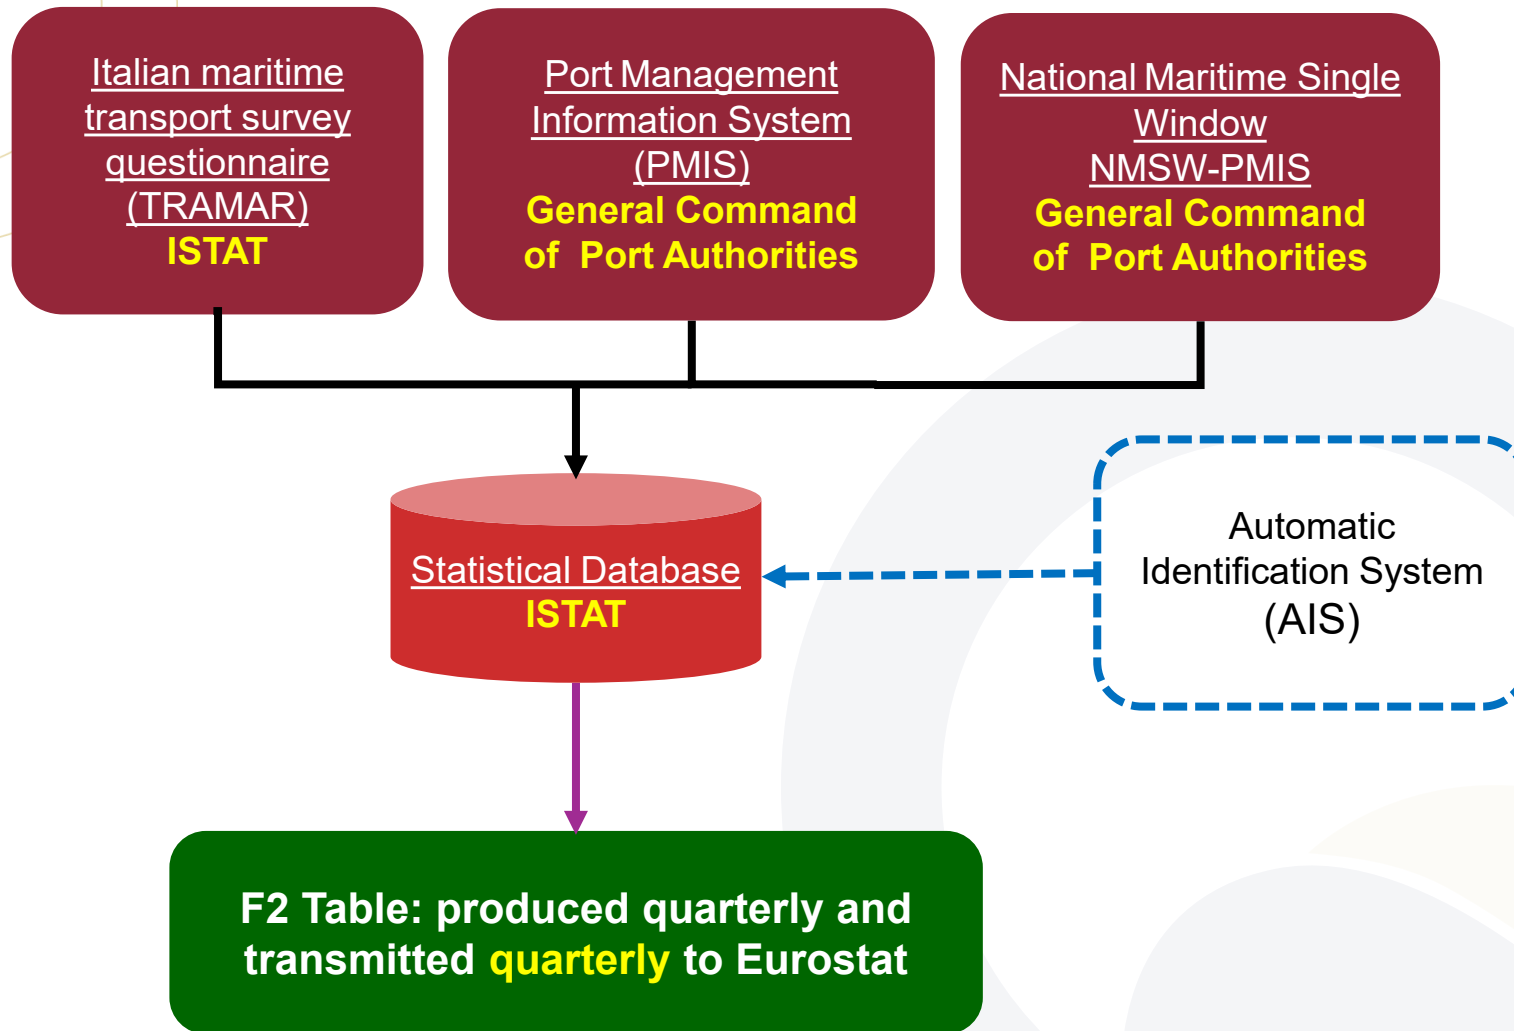 Italian maritime
transport survey
questionnaire
(TRAMAR)
ISTAT
Port Management
Information System
(PMIS)
General Command
of Port Authorities
National Maritime Single
Window
NMSW-PMIS
General Command
of Port Authorities
Statistical Database
ISTAT
Automatic
Identification System
(AIS)
F2 Table: produced quarterly and
transmitted quarterly to Eurostat